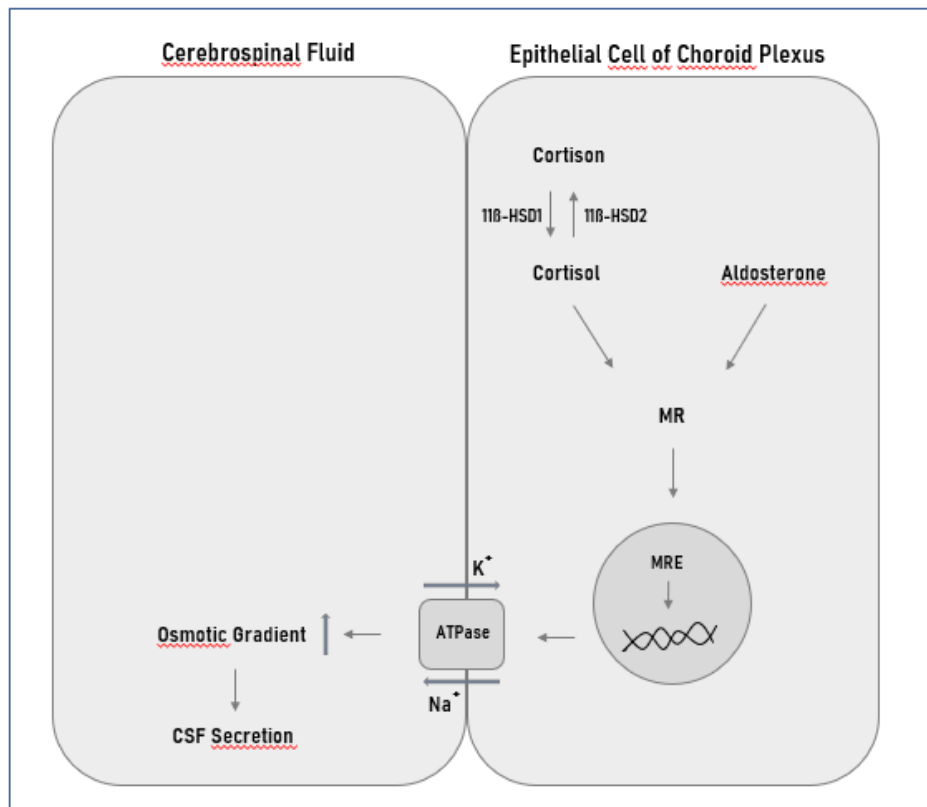 Cerebrospinal Fluid
Epithelial Cell of Choroid Plexus
Cortison
11ß-HSD1
11ß-HSD2
Cortisol
Aldosterone
MR
MRE
K+
ATPase
Na+
Osmotic Gradient
CSF Secretion